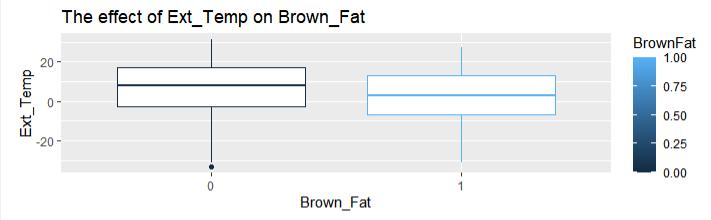 The effect of Ext_Temp on Brown_Fat
Ext_Temp
20
0
-20
0
1
Brown_Fat
BrownFat
1.00
0.75
0.50
0.25
0.00